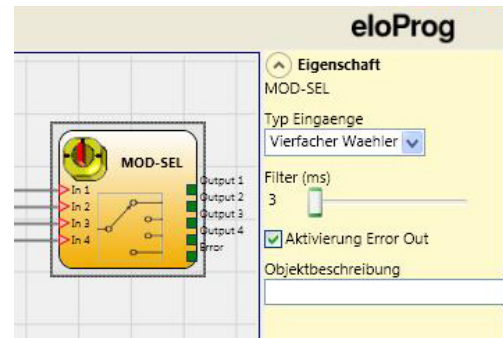 eloProg
Eigenschaft
MOD-SEL
Typ Eingaenge
Vierfacher Waehler
Filter (ms)
3
Aktivierung Error Out
Objektbeschreibung
MOD-SEL
In 1
In 2
In 3
In 4
Output 1
Output 2
Output 3
Output 4
Error